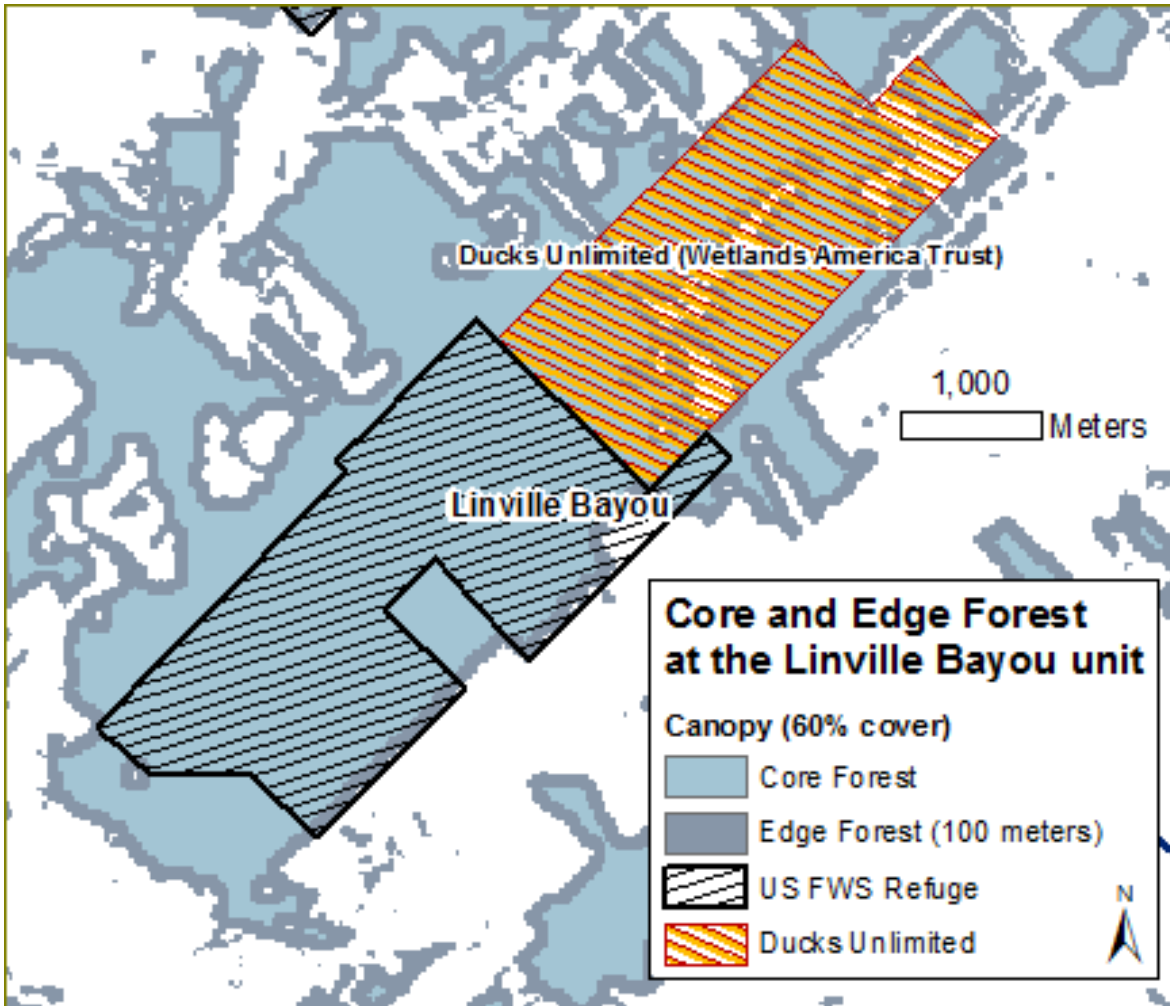 Ducks Unlimited (Wetlands America Trust)
1,000
Meters
Linville Bayou
Core and Edge Forest
at the Linville Bayou unit
Canopy (60% cover)
Core Forest
Edge Forest (100 meters)
US FWS Refuge
Ducks Unlimited
N